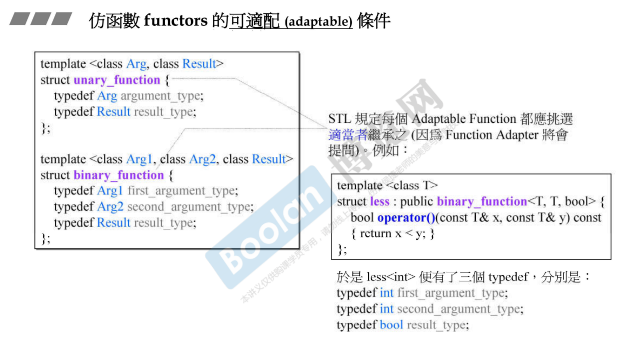 仿函數 functors 的可適配 (adaptable) 條件
template <class Arg, class Result>
struct unary_function {
typedef Arg argument_type;
typedef Result result_type;
};
template <class Arg1, class Arg2, class Result>
struct binary_function {
typedef Arg1 first_argument_type;
typedef Arg2 second_argument_type;
typedef Result result_type;
};
STL 規定每個 Adaptable Function 都應挑選
適當者繼承之 (因為 Function Adapter 將會
提問)。例如：
template <class T>
struct less : public binary_function<T, T, bool> {
bool operator()(const T& x, const T& y) const
{ return x < y; }
};
於是 less<int> 便有了三個 typedef，分別是：
typedef int first_argument_type;
typedef int second_argument_type;
typedef bool result_type;
Boolan 博覽网